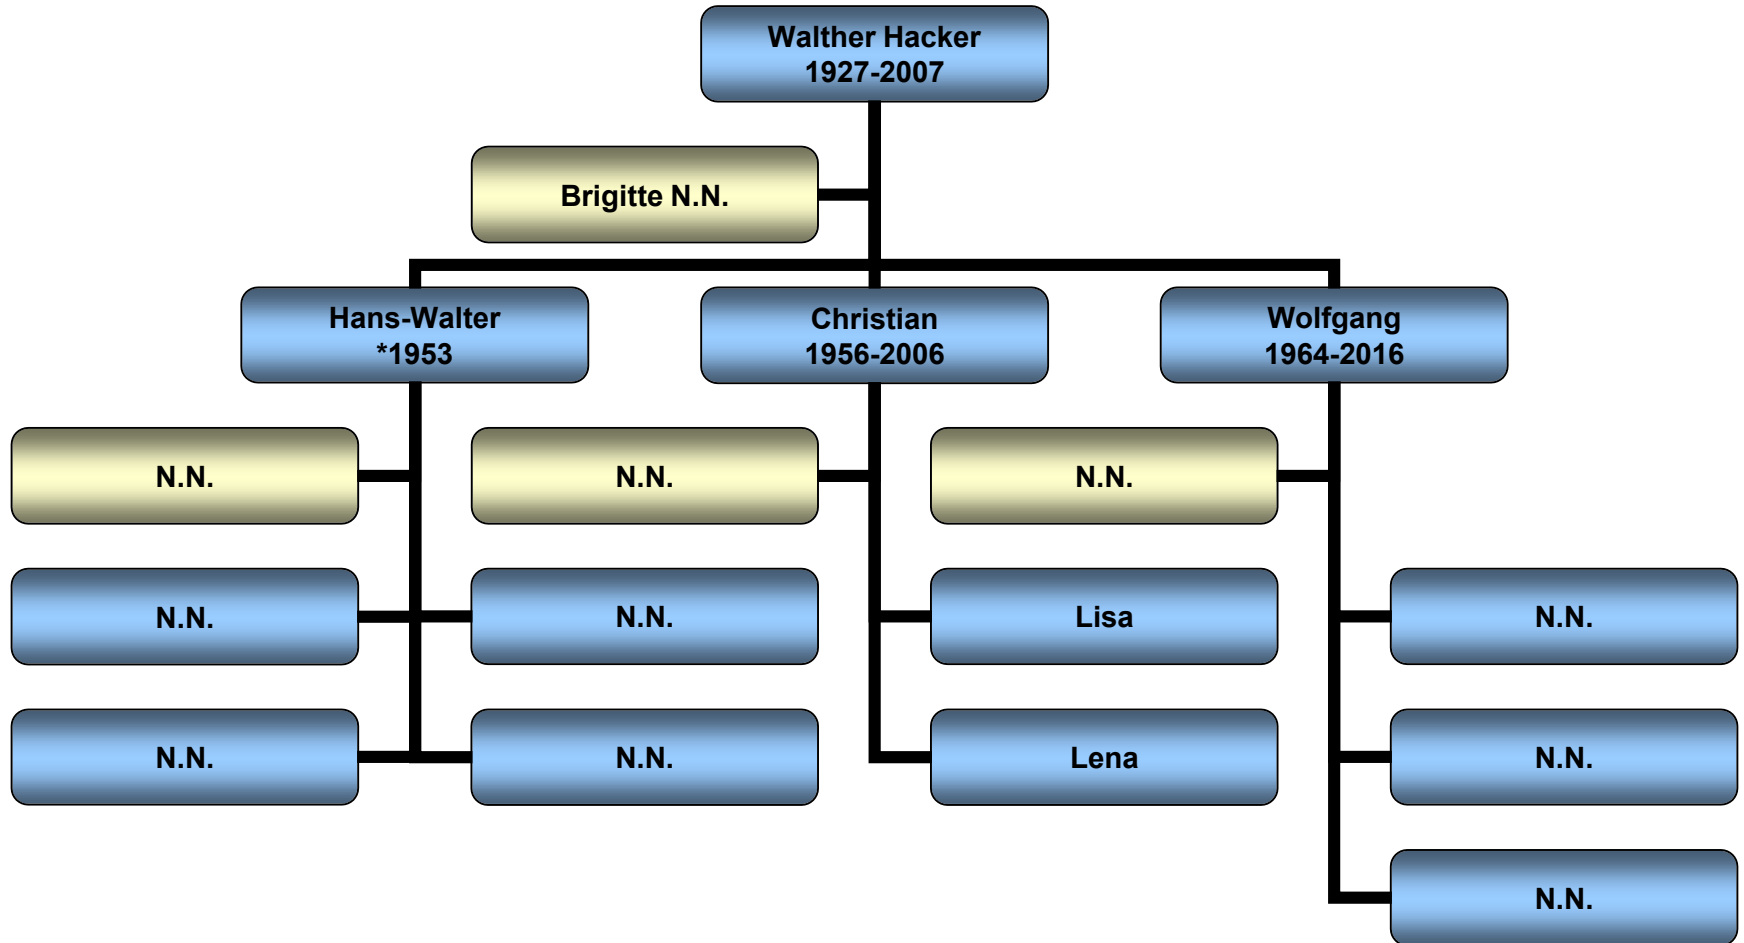 Walther Hacker
1927-2007
Brigitte N.N.
Hans-Walter
*1953
Christian
1956-2006
Wolfgang
1964-2016
N.N.
N.N.
N.N.
N.N.
N.N.
Lisa
N.N.
N.N.
N.N.
Lena
N.N.
N.N.